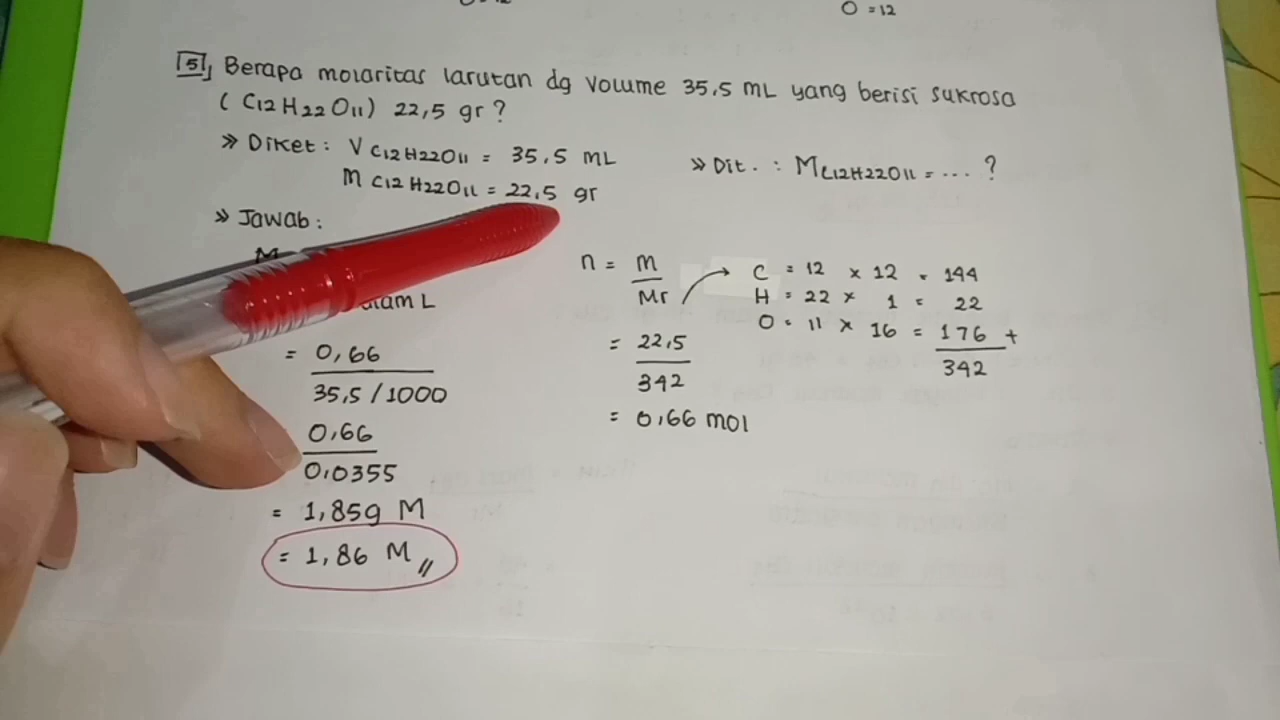 O = 12
5, Berapa molaritas larutan dg volume 35,5 mL yang berisi sukrosa
(C12H22O11) 22,5 gr?
» Diket: V C12H22O11 = 35,5 mL
M C12H22O11 = 22,5 gr
» Dit. : M C12H22O11 = ... ?
» Jawab:
n = m
Mr
C = 12 x 12 = 144
H = 22 x 1 = 22
O = 11 x 16 = 176 +
342
= 22,5
342
= 0,66 mol
L
= 0,66
35,5 / 1000
0,66
0,0355
= 1,859 M
= 1,86 M //